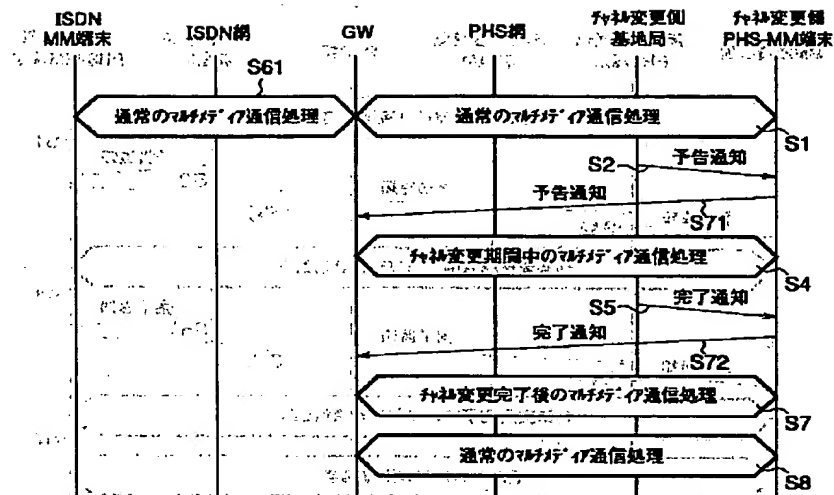 ISDN
MM端末
ISDN網
GW
PHS網
チャネル変更側
基地局
チャネル変更側
PHS-MM端末
S61
通常のマルチメディア通信処理
通常のマルチメディア通信処理
S1
S2
予告通知
予告通知
S71
チャネル変更期間中のマルチメディア通信処理
S4
S5
完了通知
完了通知
S72
チャネル変更完了後のマルチメディア通信処理
S7
通常のマルチメディア通信処理
S8